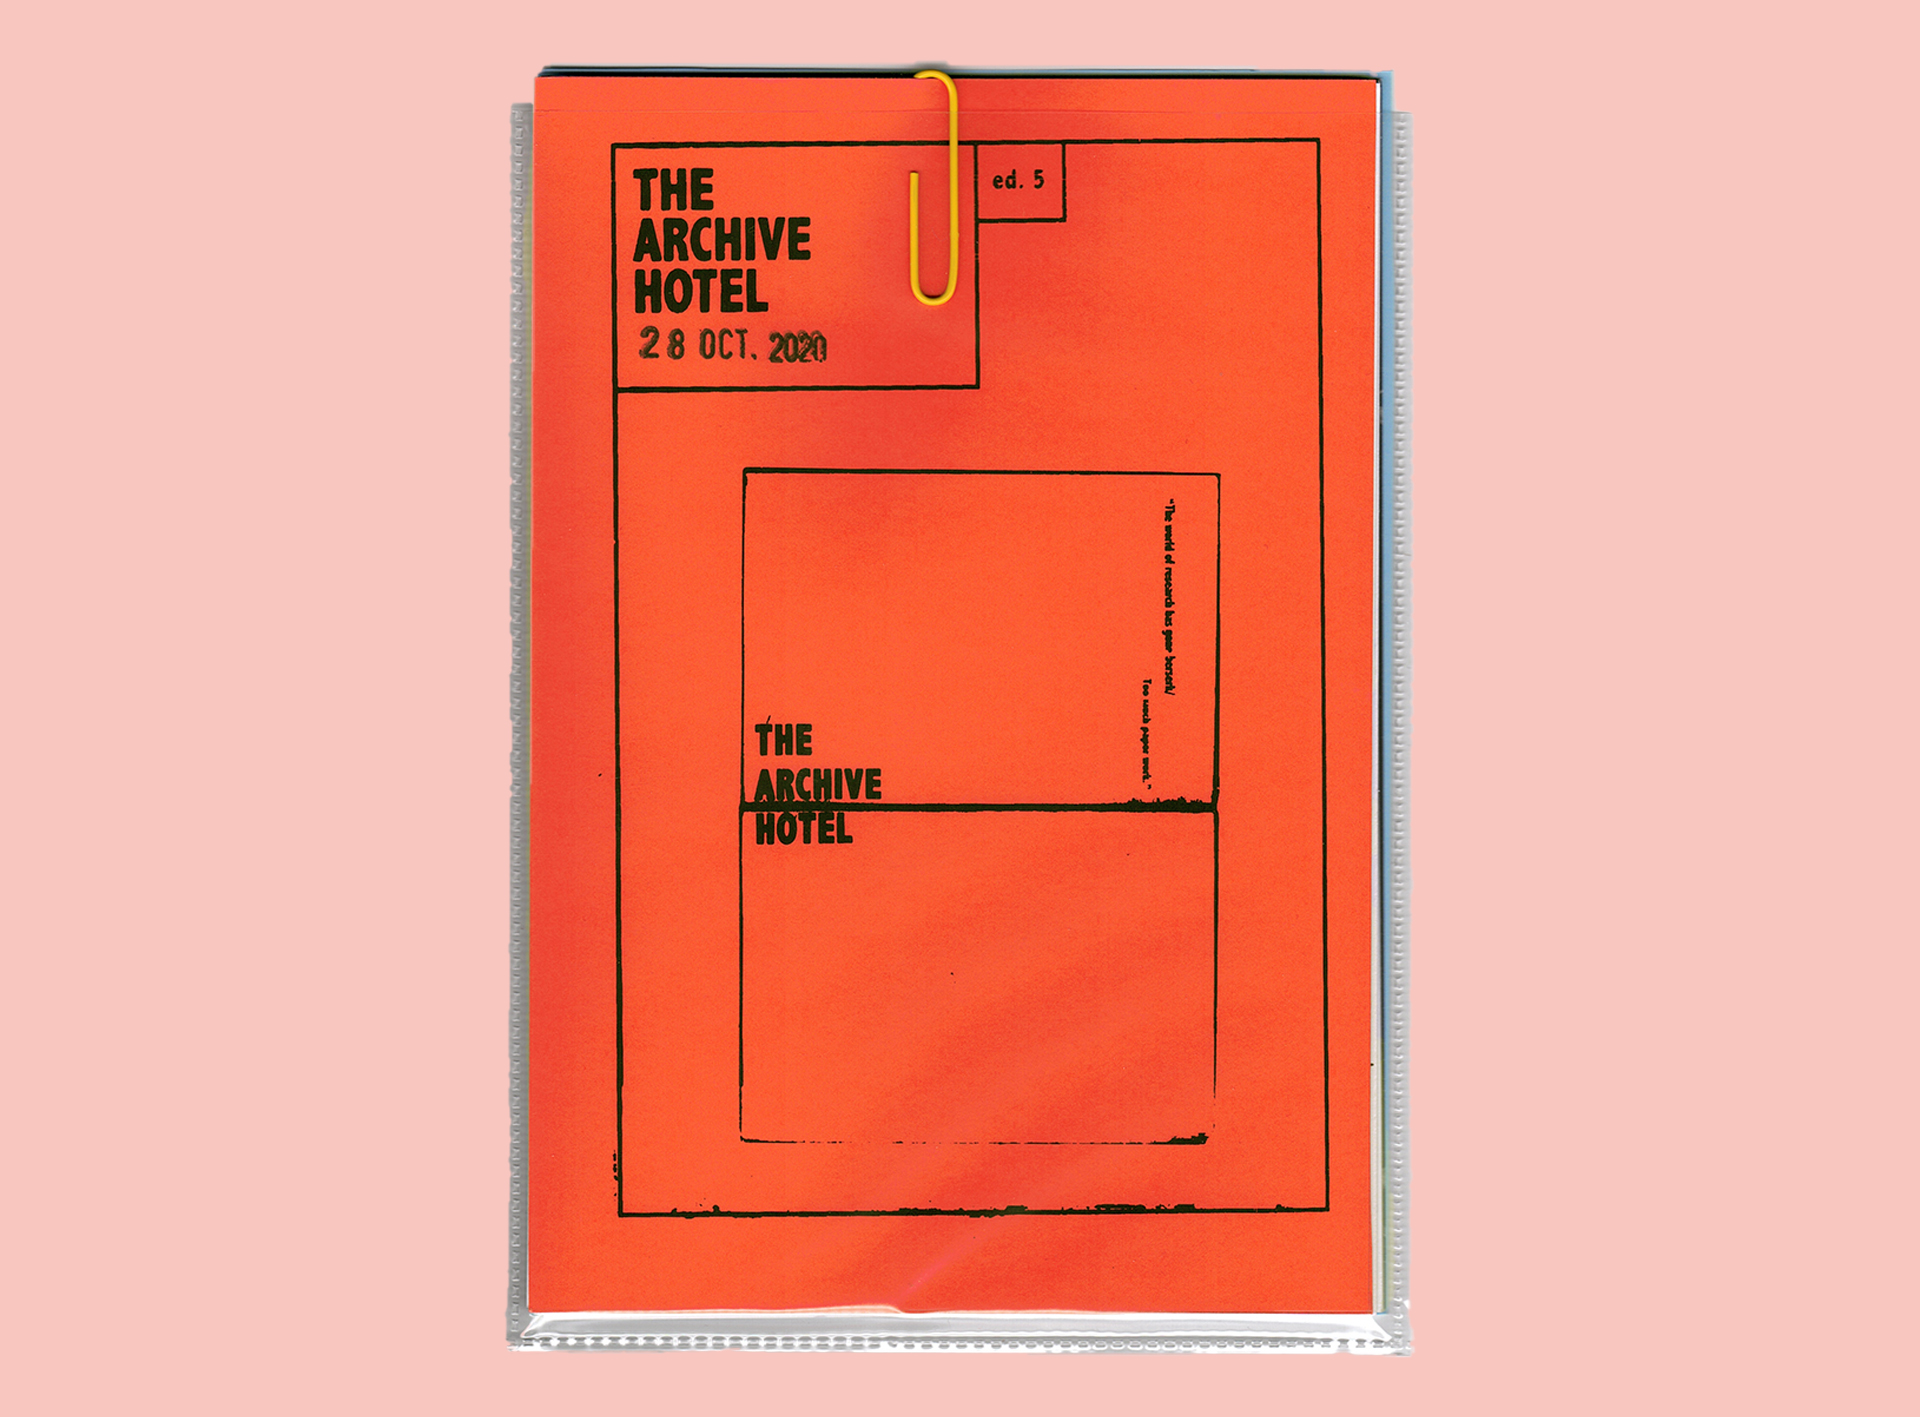 THE
ARCHIVE
HOTEL
28 OCT. 2020
ed. 5
"The world of research has gone berserk/
Too much paper work."
THE
ARCHIVE
HOTEL